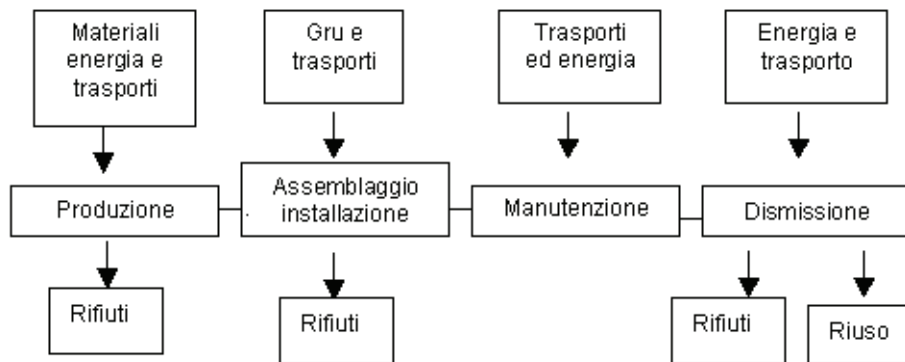 Materiali
energia e
trasporti
Gru e
trasporti
Trasporti
ed energia
Energia e
trasporto
Produzione
Assemblaggio
installazione
Manutenzione
Dismissione
Rifiuti
Rifiuti
Rifiuti
Riuso